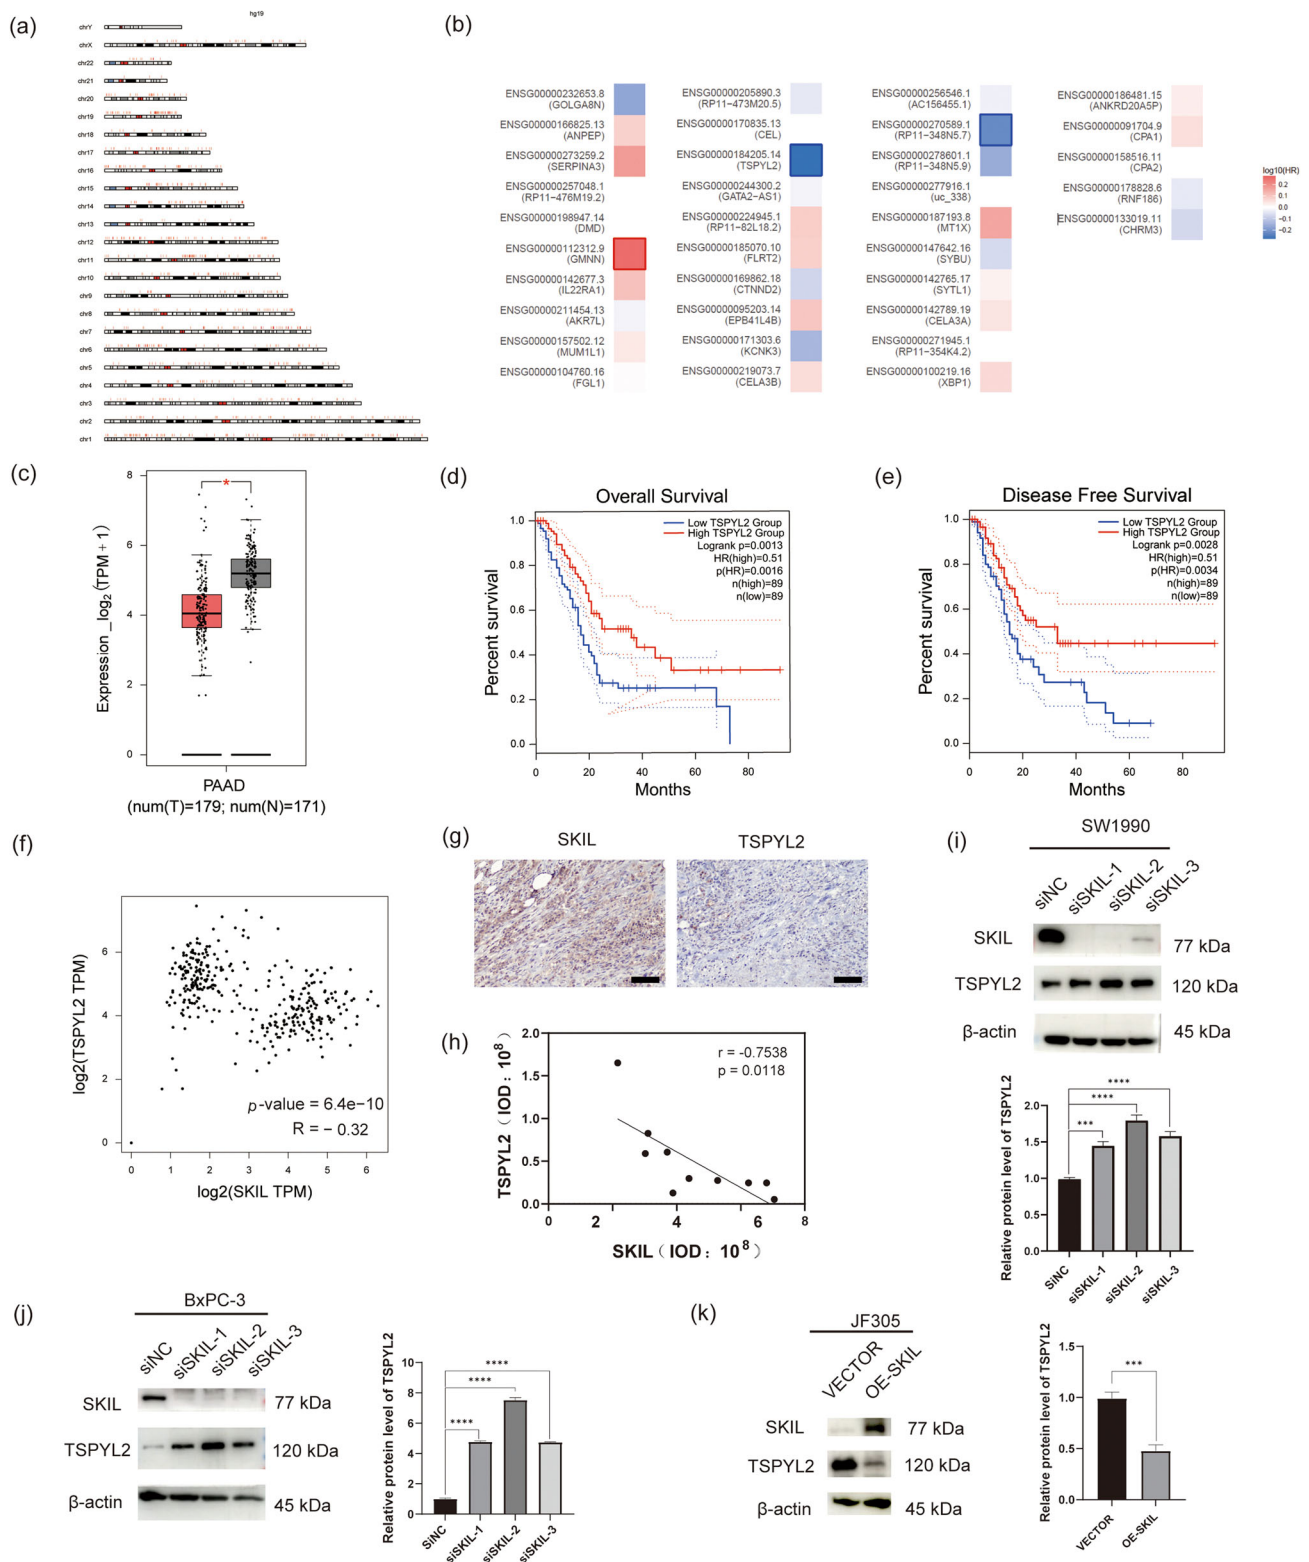 (a)
hg19
chrY
chrX
chr22
chr21
chr20
chr19
chr18
chr17
chr16
chr15
chr14
chr13
chr12
chr11
chr10
chr9
chr8
chr7
chr6
chr5
chr4
chr3
chr2
chr1
(b)
ENSG00000232653.8
(GOLGA8N)
ENSG00000166825.13
(ANPEP)
ENSG00000273259.2
(SERPINA3)
ENSG00000257048.1
(RP11−476M19.2)
ENSG00000198947.14
(DMD)
ENSG00000112312.9
(GMNN)
ENSG00000142677.3
(IL22RA1)
ENSG00000211454.13
(AKR7L)
ENSG00000157502.12
(MUM1L1)
ENSG00000104760.16
(FGL1)
ENSG00000205890.3
(RP11−473M20.5)
ENSG00000170835.13
(CEL)
ENSG00000184205.14
(TSPYL2)
ENSG00000244300.2
(GATA2−AS1)
ENSG00000224945.1
(RP11−82L18.2)
ENSG00000185070.10
(FLRT2)
ENSG00000169862.18
(CTNND2)
ENSG00000095203.14
(EPB41L4B)
ENSG00000171303.6
(KCNK3)
ENSG00000219073.7
(CELA3B)
ENSG00000256546.1
(AC156455.1)
ENSG00000270589.1
(RP11−348N5.7)
ENSG00000278601.1
(RP11−348N5.9)
ENSG00000277916.1
(uc_338)
ENSG00000187193.8
(MT1X)
ENSG00000147642.16
(SYBU)
ENSG00000142765.17
(SYTL1)
ENSG00000142789.19
(CELA3A)
ENSG00000271945.1
(RP11−354K4.2)
ENSG00000100219.16
(XBP1)
ENSG00000186481.15
(ANKRD20A5P)
ENSG00000091704.9
(CPA1)
ENSG00000158516.11
(CPA2)
ENSG00000178828.6
(RNF186)
ENSG00000133019.11
(CHRM3)
log10(HR)
0.2
0.1
0.0
−0.1
−0.2
(c)
Expression_log2(TPM + 1)
8
6
4
2
0
*
PAAD
(num(T)=179; num(N)=171)
(d)
Overall Survival
Low TSPYL2 Group
High TSPYL2 Group
Logrank p=0.0013
HR(high)=0.51
p(HR)=0.0016
n(high)=89
n(low)=89
Percent survival
1.0
0.8
0.6
0.4
0.2
0.0
0 20 40 60 80
Months
(e)
Disease Free Survival
Low TSPYL2 Group
High TSPYL2 Group
Logrank p=0.0028
HR(high)=0.51
p(HR)=0.0034
n(high)=89
n(low)=89
Percent survival
1.0
0.8
0.6
0.4
0.2
0.0
0 20 40 60 80
Months
(f)
log2(TSPYL2 TPM)
6
4
2
0
p-value = 6.4e−10
R = − 0.32
0 1 2 3 4 5 6
log2(SKIL TPM)
(g)
SKIL TSPYL2
(h)
TSPYL2（IOD：10^8）
2.0
1.5
1.0
0.5
0.0
r = -0.7538
p = 0.0118
0 2 4 6 8
SKIL（IOD：10^8）
(i)
SW1990
siNC siSKIL-1 siSKIL-2 siSKIL-3
SKIL 77 kDa
TSPYL2 120 kDa
β-actin 45 kDa
Relative protein level of TSPYL2
2.0
1.5
1.0
0.5
0.0
****
****
***
SiNC siSKIL-1 siSKIL-2 siSKIL-3
(j)
BxPC-3
siNC siSKIL-1 siSKIL-2 siSKIL-3
SKIL 77 kDa
TSPYL2 120 kDa
β-actin 45 kDa
Relative protein level of TSPYL2
10
8
6
4
2
0
****
****
****
SiNC siSKIL-1 siSKIL-2 siSKIL-3
(k)
JF305
VECTOR OE-SKIL
SKIL 77 kDa
TSPYL2 120 kDa
β-actin 45 kDa
Relative protein level of TSPYL2
1.5
1.0
0.5
0.0
***
VECTOR OE-SKIL